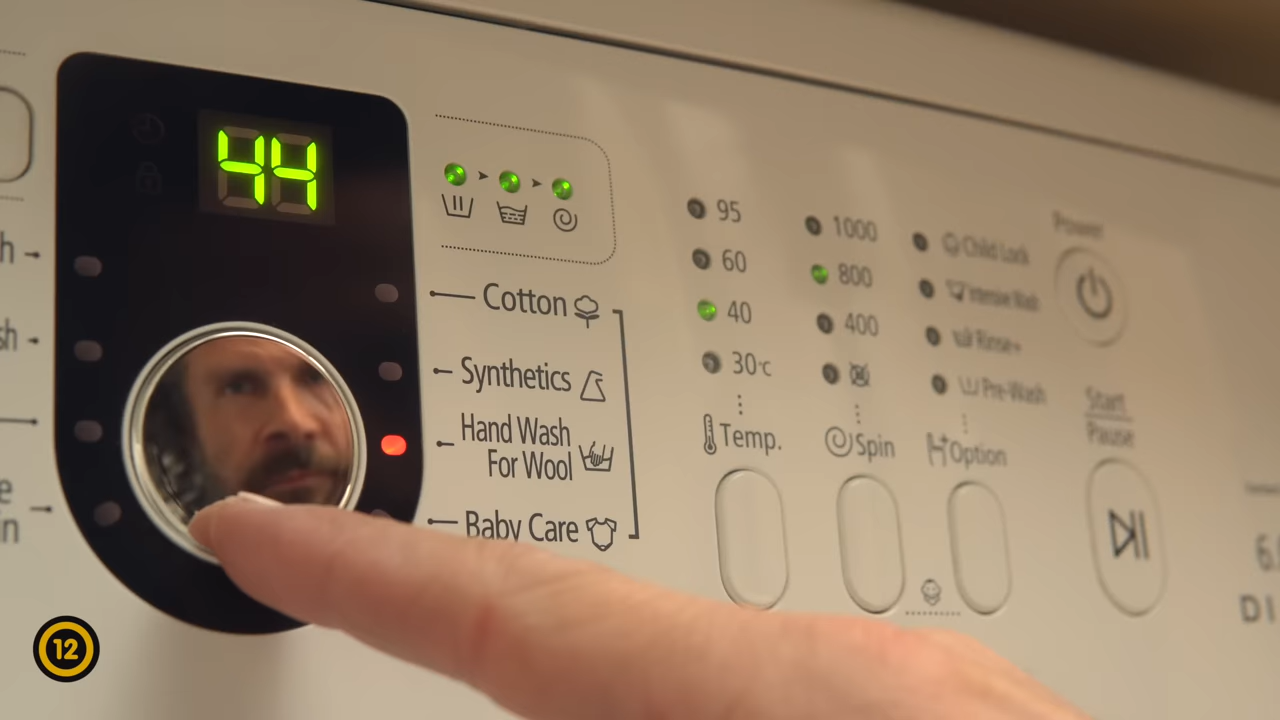 44
Cotton
Synthetics
Hand Wash
For Wool
Baby Care
95
60
40
30°c
Temp.
1000
800
400
Spin
Child Lock
Intense Wash
Rinse+
Pre-Wash
Option
Power
Start
Pause
12